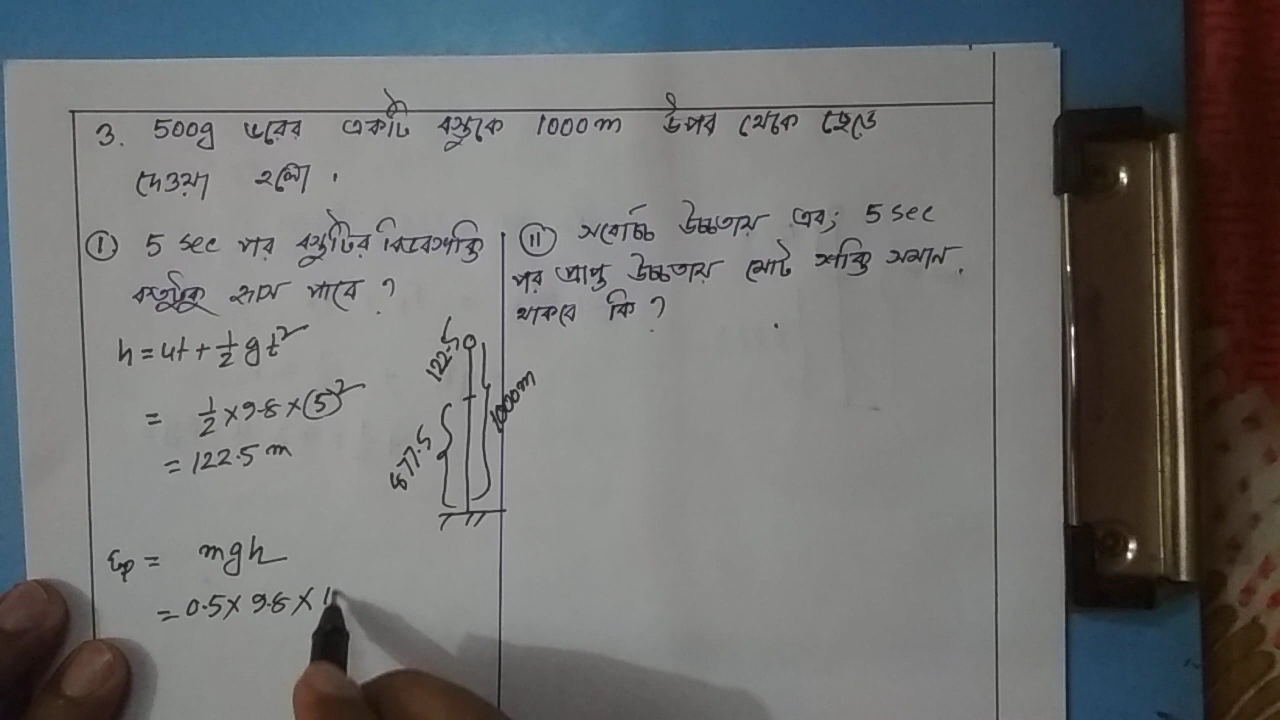 3. 500g ভরের একটি বস্তুকে 1000m উপর থেকে ছেড়ে
দেওয়া হলো .
(i) 5 sec পর বস্তুটির বিভবশক্তি
কতটুকু হ্রাস পাবে ?
h = ut + 1/2 gt²
= 1/2 × 9.8 × (5)²
= 122.5 m
Ep = mgh
= 0.5 × 9.8 × 1
122.5
1000m
877.5
(ii) সর্বোচ্চ উচ্চতায় এবং 5 sec
পর প্রাপ্ত উচ্চতায় মোট শক্তি সমান
থাকবে কি ?